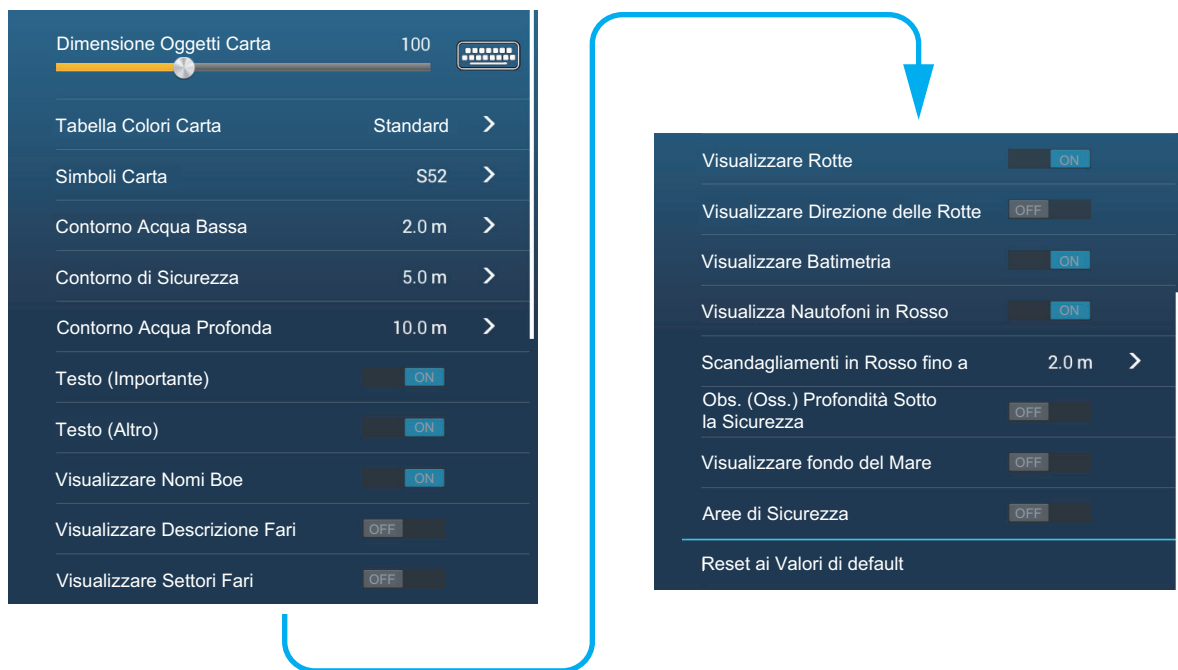 Dimensione Oggetti Carta 100
Tabella Colori Carta Standard
Simboli Carta S52
Contorno Acqua Bassa 2.0 m
Contorno di Sicurezza 5.0 m
Contorno Acqua Profonda 10.0 m
Testo (Importante) ON
Testo (Altro) ON
Visualizzare Nomi Boe ON
Visualizzare Descrizione Fari OFF
Visualizzare Settori Fari OFF
Visualizzare Rotte ON
Visualizzare Direzione delle Rotte OFF
Visualizzare Batimetria ON
Visualizza Nautofoni in Rosso ON
Scandagliamenti in Rosso fino a 2.0 m
Obs. (Oss.) Profondità Sotto
la Sicurezza OFF
Visualizzare fondo del Mare OFF
Aree di Sicurezza OFF
Reset ai Valori di default